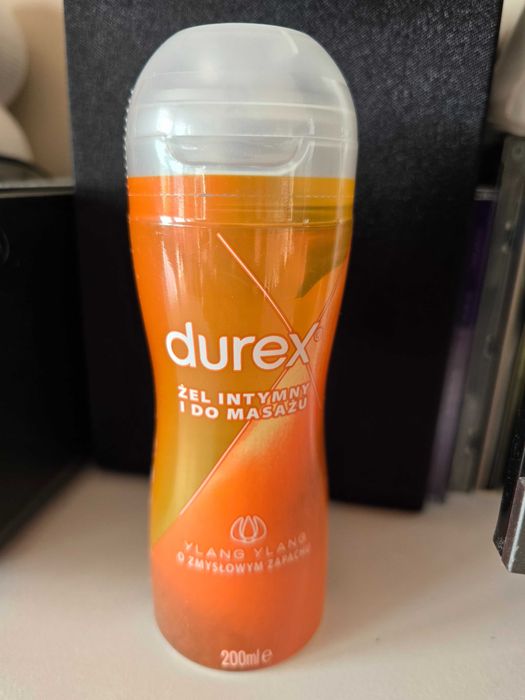 durex
ŻEL INTYMNY
I DO MASAŻU
YLANG YLANG
O ZMYSŁOWYM ZAPACHU
200ml e